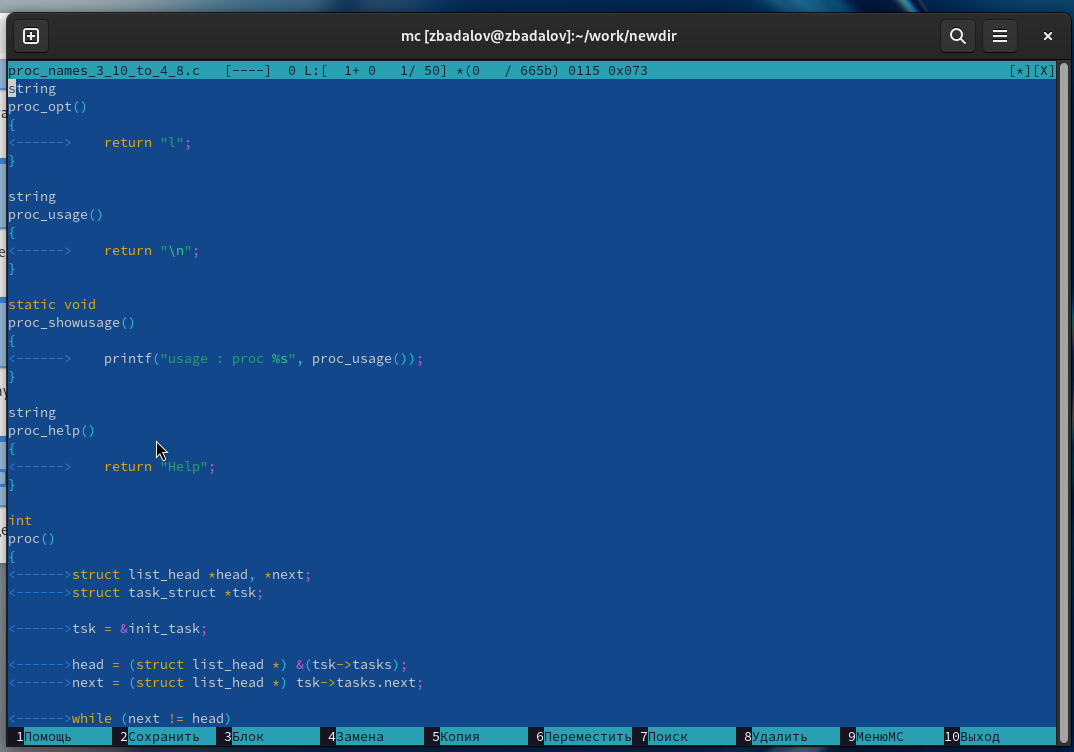 mc [zbadalov@zbadalov]:~/work/newdir
proc_names_3_10_to_4_8.c   [----]  0 L:[  1+ 0   1/ 50] *(0   / 665b) 0115 0x073   [*][X]
string
proc_opt()
{
<------>    return "l";
}
string
proc_usage()
{
<------>    return "\n";
}
static void
proc_showusage()
{
<------>    printf("usage : proc %s", proc_usage());
}
string
proc_help()
{
<------>    return "Help";
}
int
proc()
{
<------>struct list_head *head, *next;
<------>struct task_struct *tsk;
<------>tsk = &init_task;
<------>head = (struct list_head *) &(tsk->tasks);
<------>next = (struct list_head *) tsk->tasks.next;
<------>while (next != head)
1Помощь 2Сохранить 3Блок 4Замена 5Копия 6Переместить 7Поиск 8Удалить 9МенюMC 10Выход